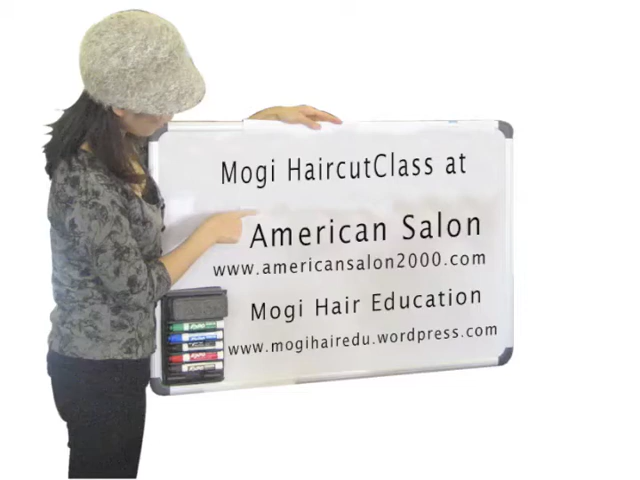 Mogi HaircutClass at
American Salon
www.americansalon2000.com
Mogi Hair Education
www.mogihairedu.wordpress.com